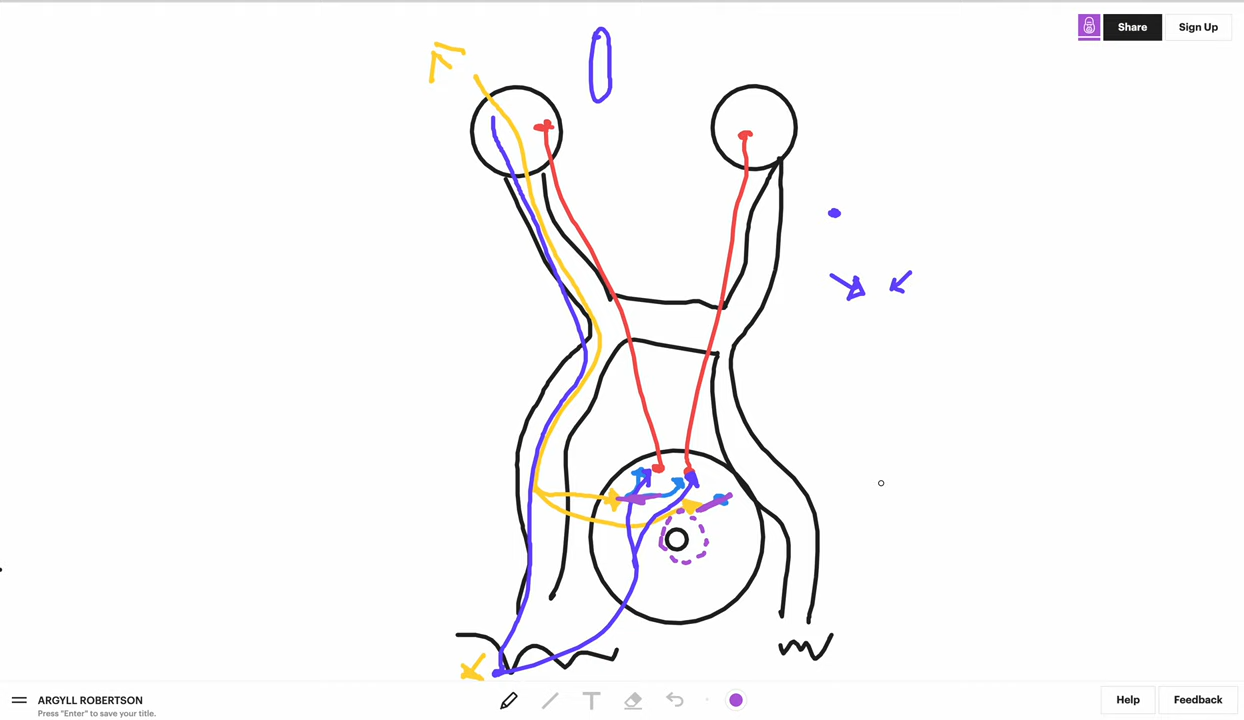 Share
Sign Up
ARGYLL ROBERTSON
Press "Enter" to save your title.
T
Help
Feedback